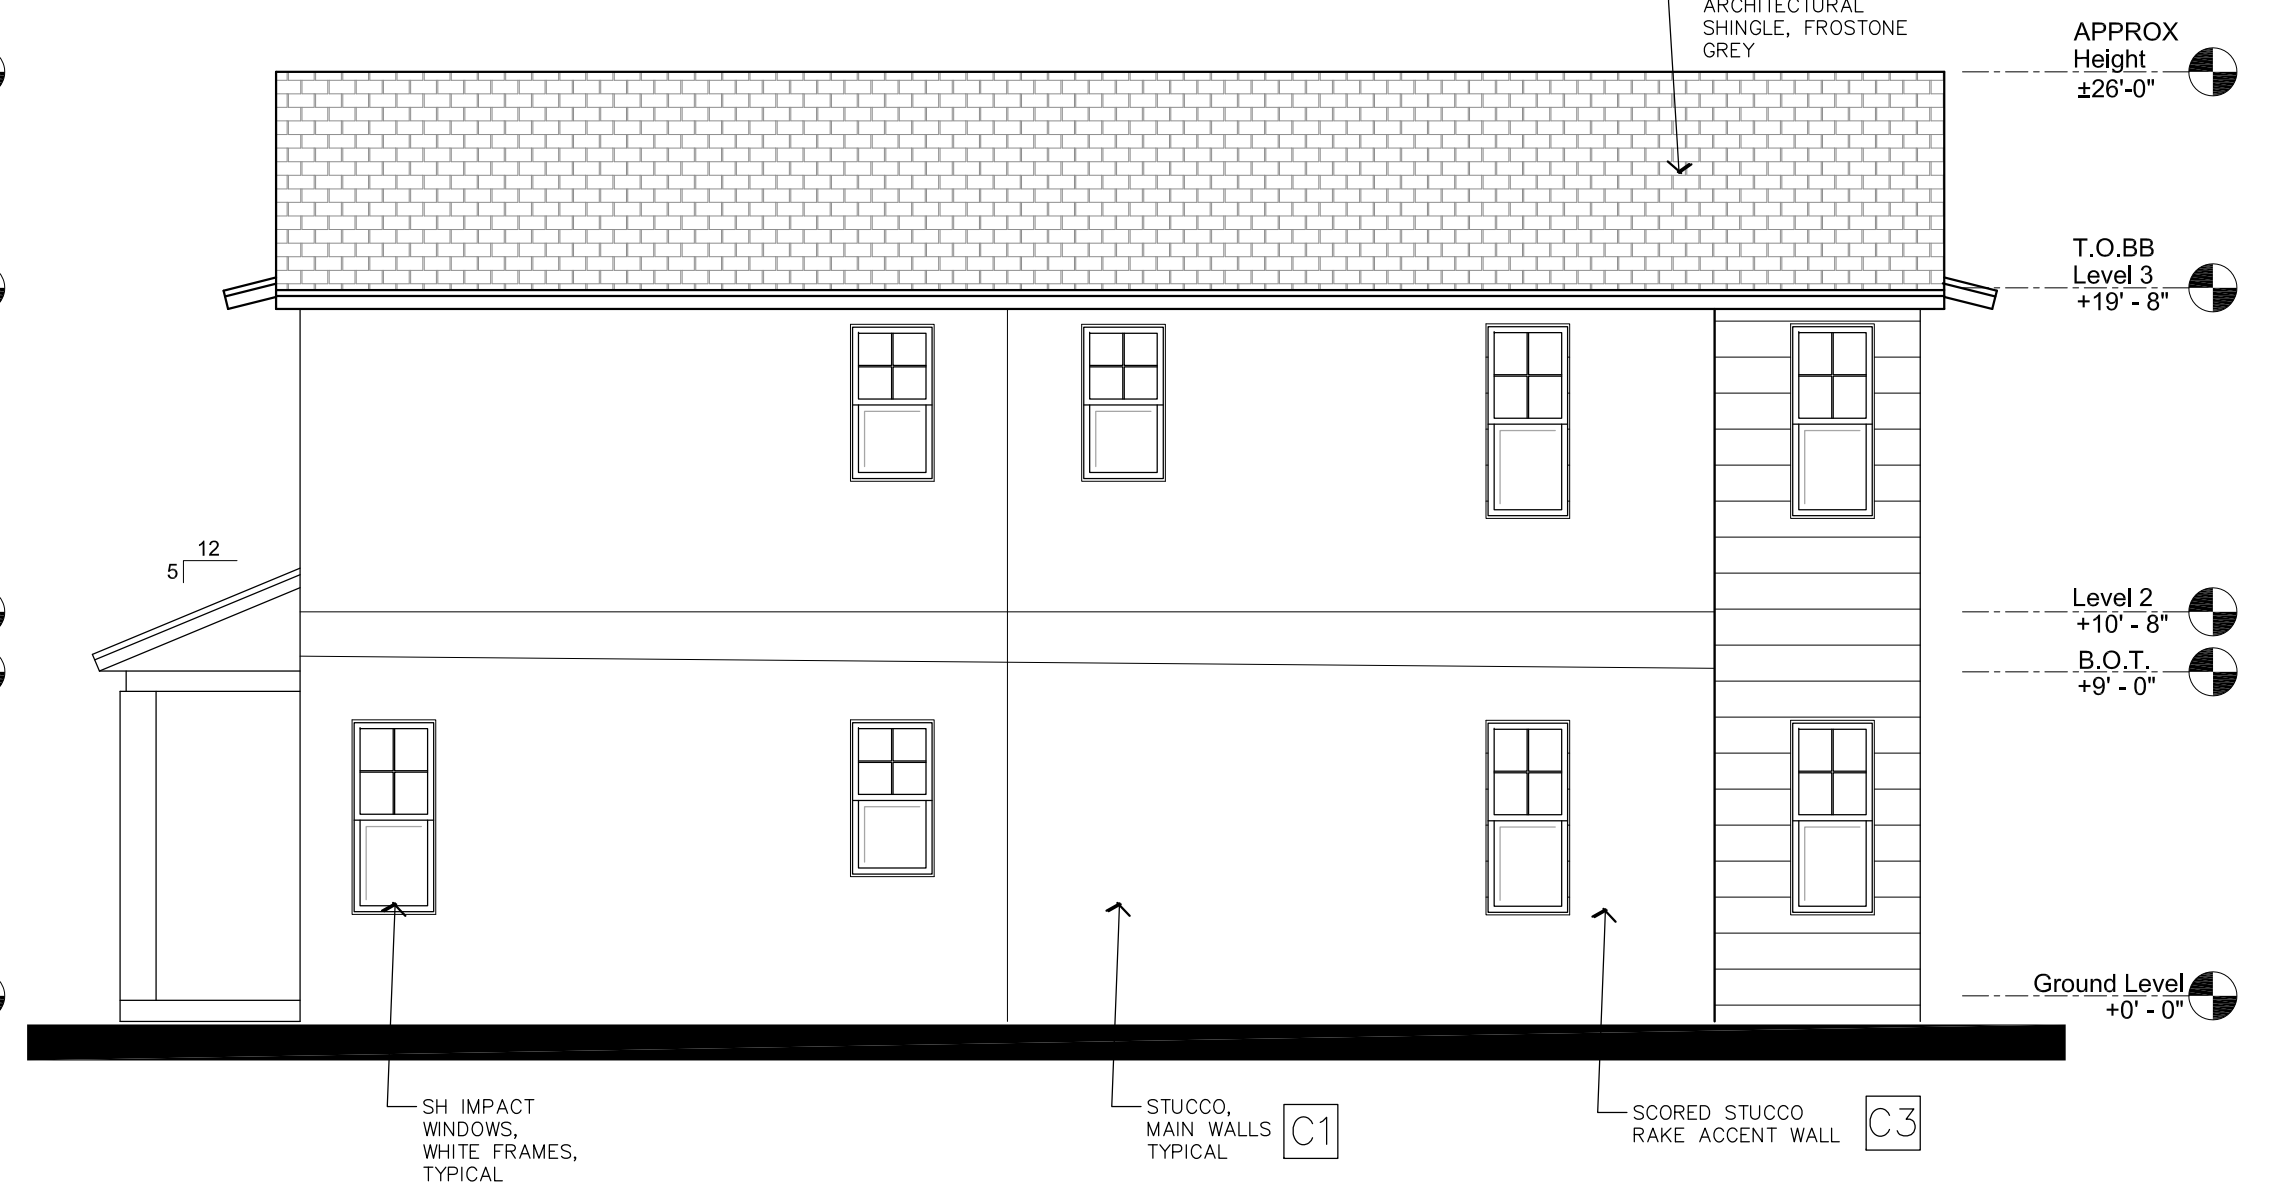 ARCHITECTURAL
SHINGLE, FROSTONE
GREY
APPROX
Height
±26'-0"
T.O.BB
Level 3
+19' - 8"
12
5
Level 2
+10' - 8"
B.O.T.
+9' - 0"
Ground Level
+0' - 0"
SH IMPACT
WINDOWS,
WHITE FRAMES,
TYPICAL
STUCCO,
MAIN WALLS
TYPICAL
C1
SCORED STUCCO
RAKE ACCENT WALL
C3